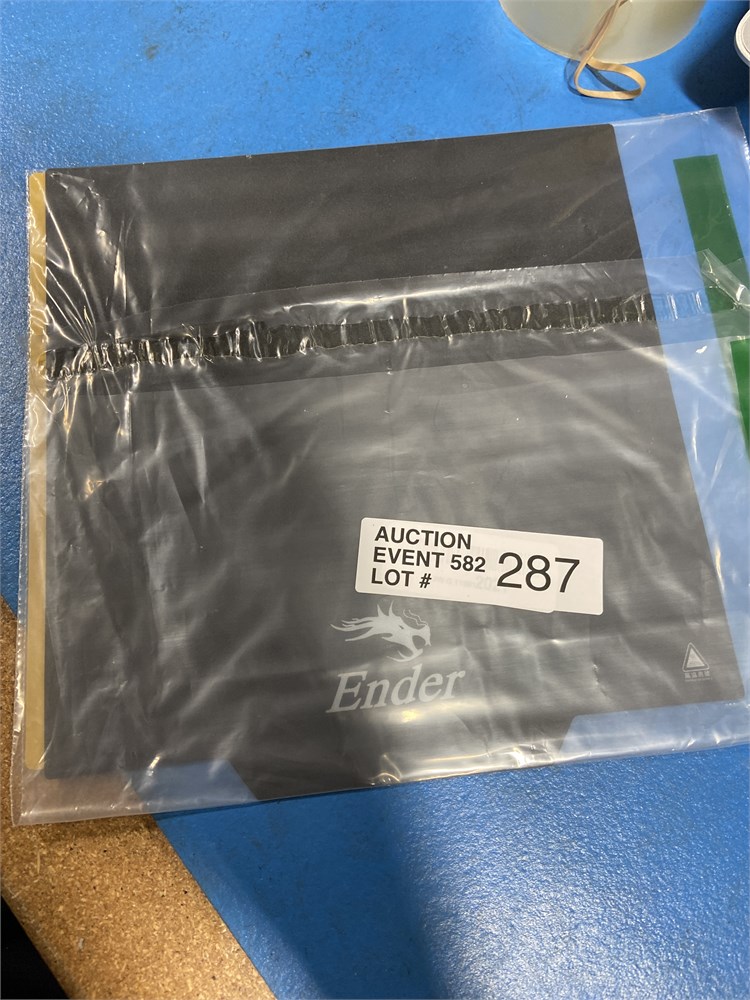 AUCTION
EVENT 582
LOT # 287
Ender